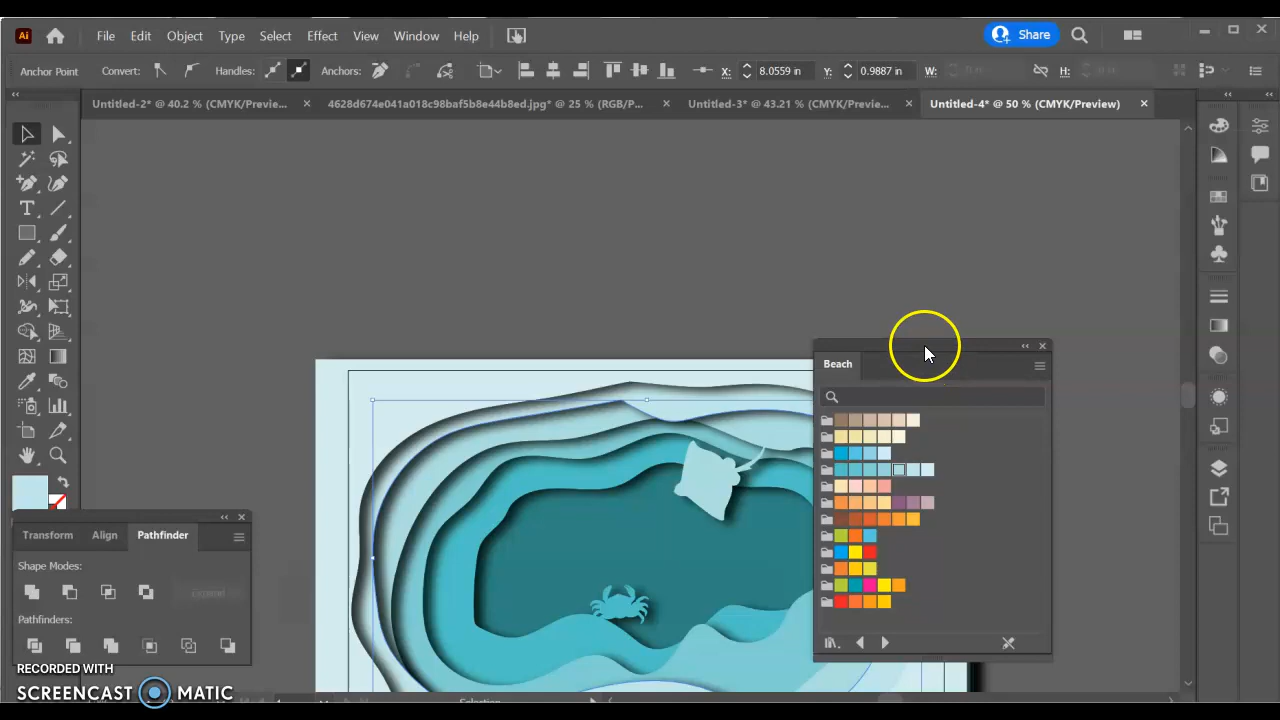 Ai File Edit Object Type Select Effect View Window Help Share
Anchor Point Convert: Handles: Anchors: X: 8.0559 in Y: 0.9887 in W: H:
Untitled-2* @ 40.2 % (CMYK/Previe... × 4628d674e041a018c98baf5b8e44b8ed.jpg* @ 25 % (RGB/P... × Untitled-3* @ 43.21 % (CMYK/Previe... × Untitled-4* @ 50 % (CMYK/Preview) ×
Beach
Transform Align Pathfinder
Shape Modes:
Expand
Pathfinders:
RECORDED WITH
SCREENCAST MATIC
Selection